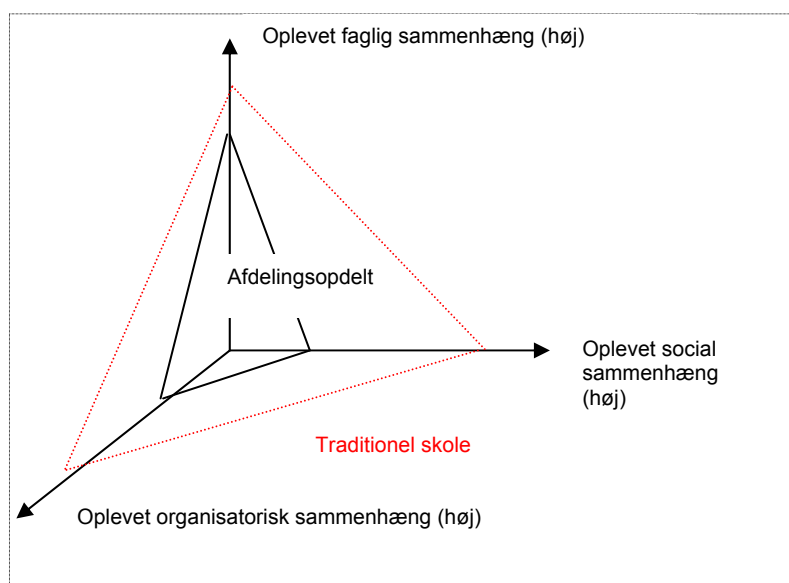 Oplevet faglig sammenhæng (høj)
Afdelingsopdelt
Oplevet social
sammenhæng
(høj)
Traditionel skole
Oplevet organisatorisk sammenhæng (høj)